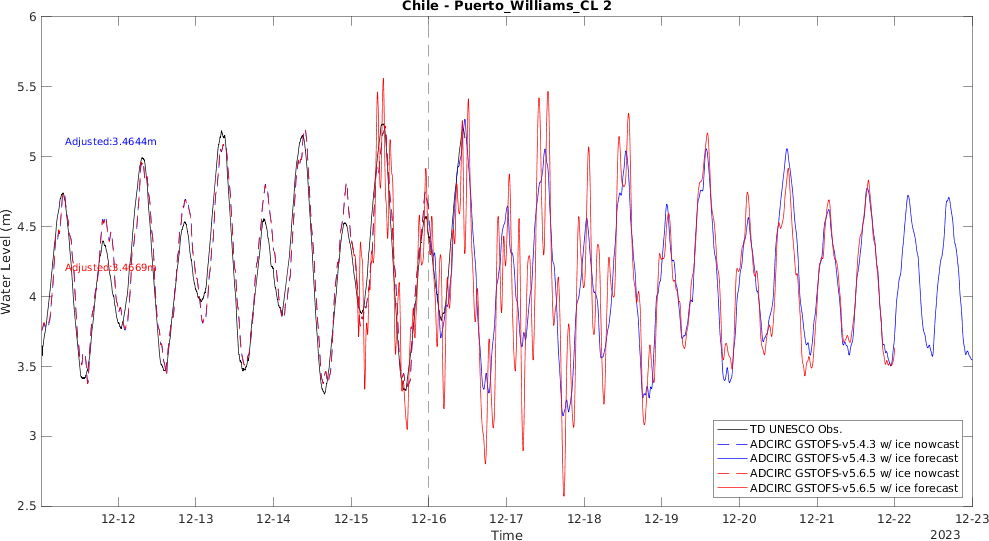 Chile - Puerto_Williams_CL 2
6
5.5
5
4.5
4
3.5
3
2.5
Water Level (m)
Adjusted:3.4644m
Adjusted:3.4669m
TD UNESCO Obs.
ADCIRC GSTOFS-v5.4.3 w/ ice nowcast
ADCIRC GSTOFS-v5.4.3 w/ ice forecast
ADCIRC GSTOFS-v5.6.5 w/ ice nowcast
ADCIRC GSTOFS-v5.6.5 w/ ice forecast
12-12 12-13 12-14 12-15 12-16 12-17 12-18 12-19 12-20 12-21 12-22 12-23
Time
2023